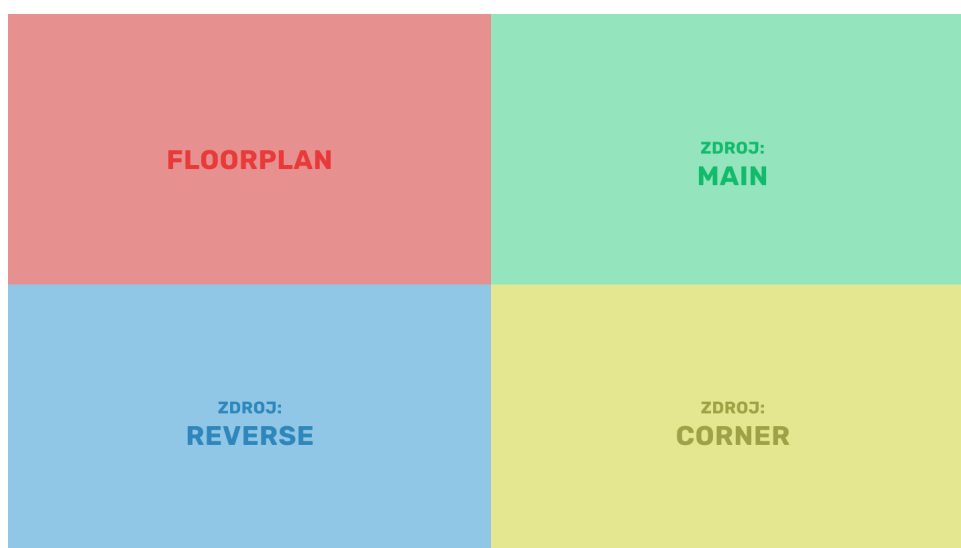 FLOORPLAN
ZDROJ:
MAIN
ZDROJ:
REVERSE
ZDROJ:
CORNER